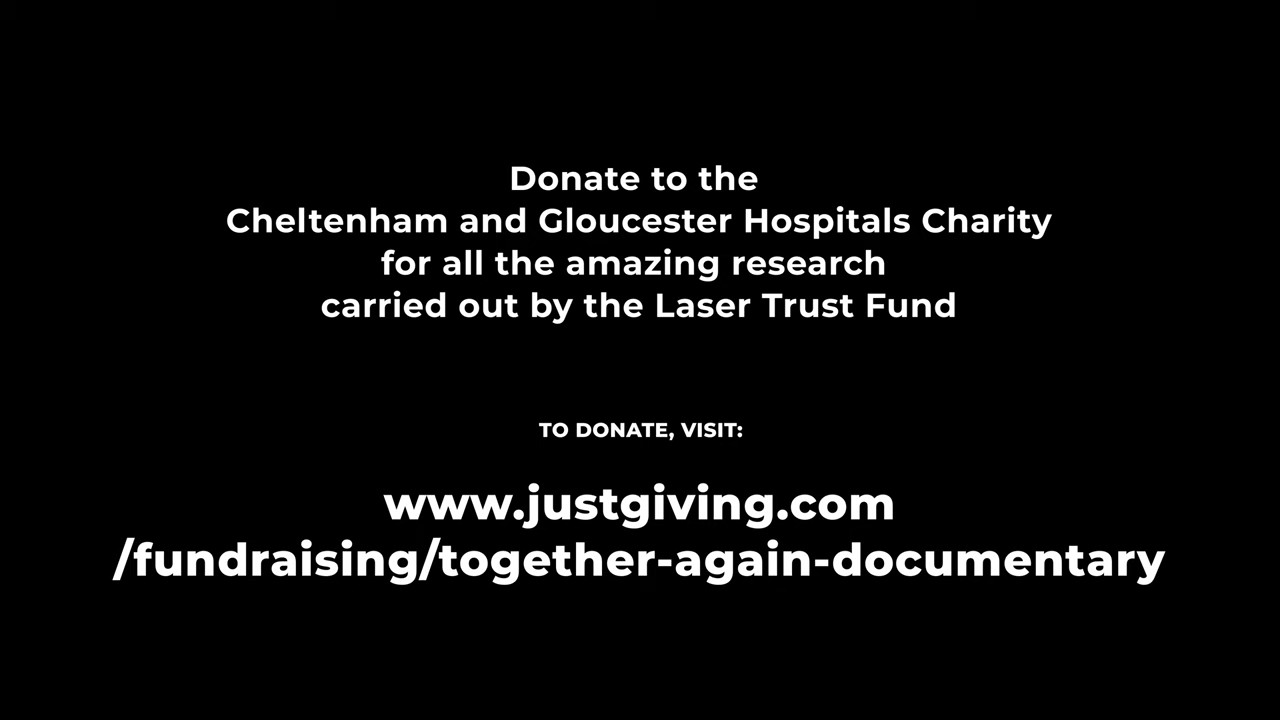 Donate to the
Cheltenham and Gloucester Hospitals Charity
for all the amazing research
carried out by the Laser Trust Fund
TO DONATE, VISIT:
www.justgiving.com
/fundraising/together-again-documentary